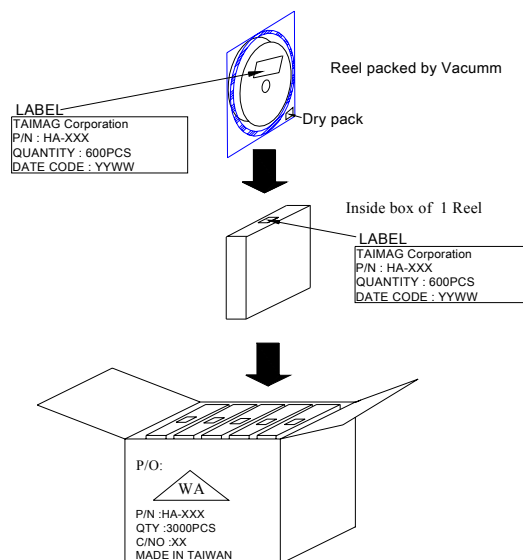 Reel packed by Vacumm
LABEL
TAIMAG Corporation
P/N : HA-XXX
QUANTITY : 600PCS
DATE CODE : YYWW
Dry pack
Inside box of 1 Reel
LABEL
TAIMAG Corporation
P/N : HA-XXX
QUANTITY : 600PCS
DATE CODE : YYWW
P/O:
WA
P/N :HA-XXX
QTY :3000PCS
C/NO :XX
MADE IN TAIWAN